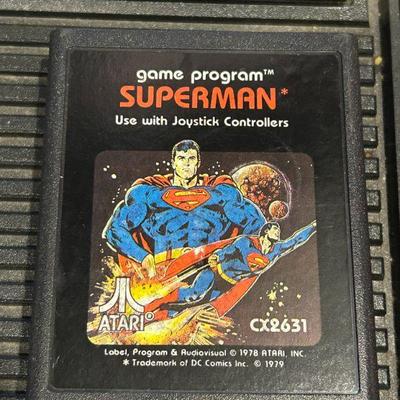 game program™
SUPERMAN*
Use with Joystick Controllers
ATARI®
CX2631
Label, Program & Audiovisual © 1978 ATARI, INC.
* Trademark of DC Comics Inc. © 1979